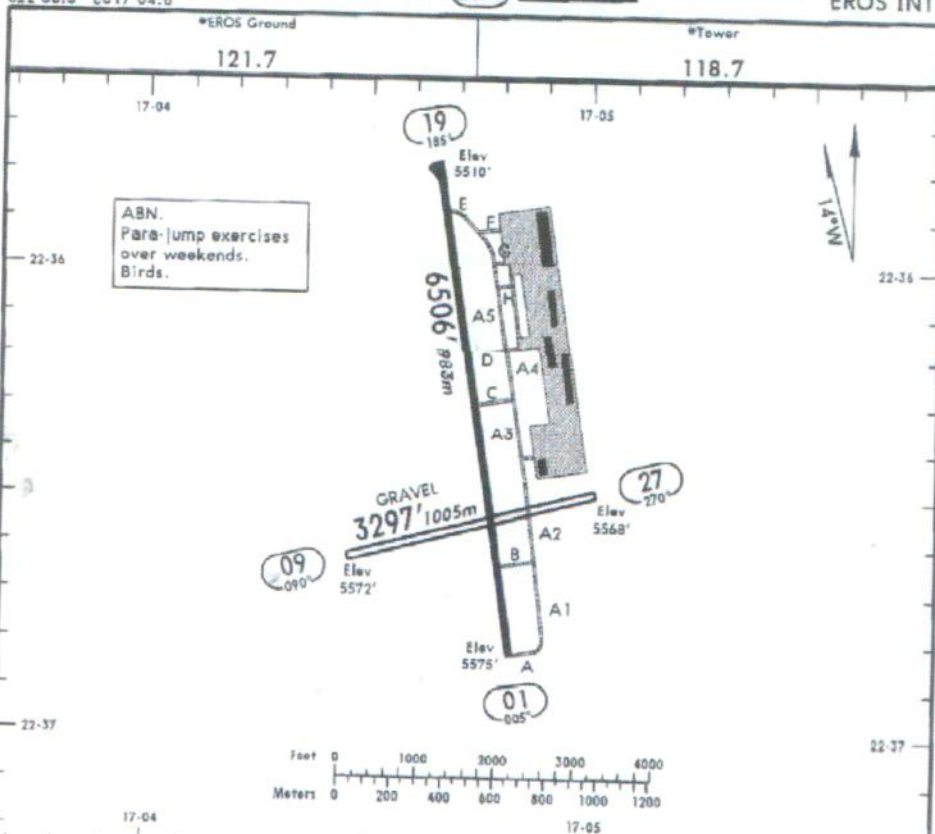 EROS INT
*EROS Ground
*Tower
121.7
118.7
17-04
17-05
19
185°
Elev
5510'
14°W
ABN.
Para-jump exercises
over weekends.
Birds.
E
F
G
22-36
22-36
H
6506'
983m
A5
D
A4
C
A3
GRAVEL
3297' 1005m
27
270°
Elev
5568'
A2
09
090°
Elev
5572'
B
A1
Elev
5575'
A
01
005°
22-37
22-37
Feet 0 1000 2000 3000 4000
Meters 0 200 400 600 800 1000 1200
17-04
17-05